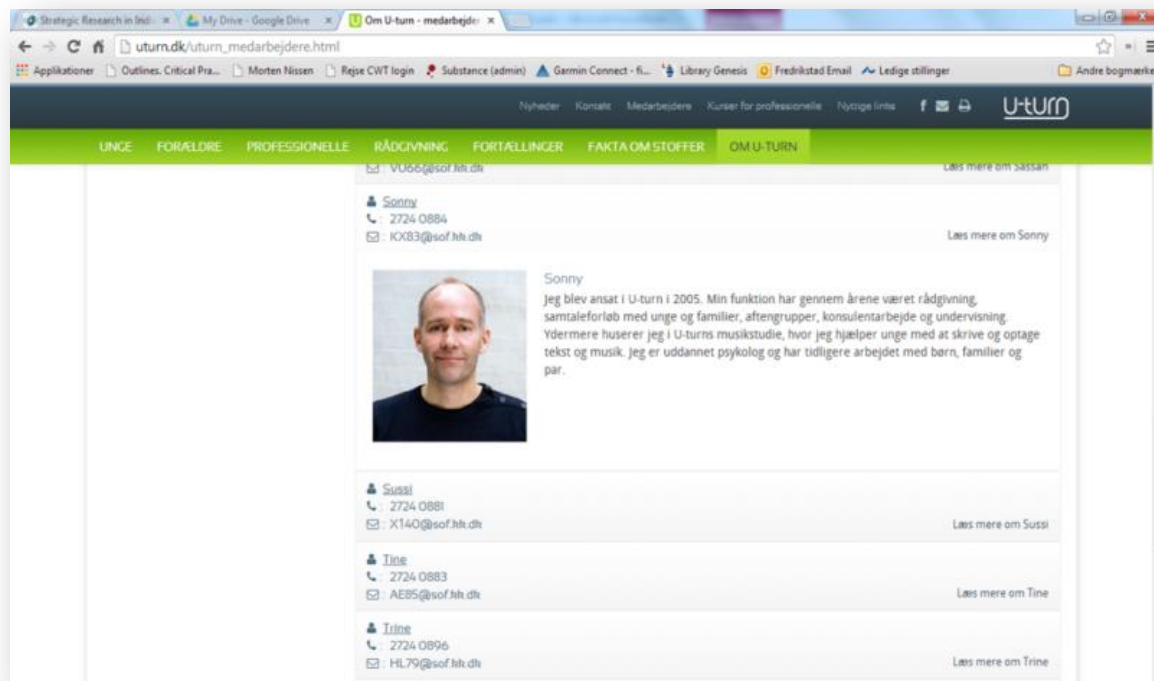 Strategic Research in Indi
My Drive - Google Drive
Om U-turn - medarbejder
uturn.dk/uturn_medarbejdere.html
Applikationer Outlines. Critical Pra... Morten Nissen Rejse CWT login Substance (admin) Garmin Connect - fi... Library Genesis Fredrikstad Email Ledige stillinger Andre bogmærke
Nyheder Kontakt Medarbejdere Kurser for professionelle Nyttige links U-turn
UNGE FORÆLDRE PROFESSIONELLE RÅDGIVNING FORTÆLLINGER FAKTA OM STOFFER OM U-TURN
: VU66@sof.kk.dk Læs mere om Sassan
Sonny
: 2724 0884
: KX83@sof.kk.dk Læs mere om Sonny
Sonny
Jeg blev ansat i U-turn i 2005. Min funktion har gennem årene været rådgivning,
samtaleforløb med unge og familier, aftengrupper, konsulentarbejde og undervisning.
Ydermere huserer jeg i U-turns musikstudie, hvor jeg hjælper unge med at skrive og optage
tekst og musik. Jeg er uddannet psykolog og har tidligere arbejdet med børn, familier og
par.
Sussi
: 2724 0881
: X140@sof.kk.dk Læs mere om Sussi
Tine
: 2724 0883
: AE85@sof.kk.dk Læs mere om Tine
Trine
: 2724 0896
: HL79@sof.kk.dk Læs mere om Trine